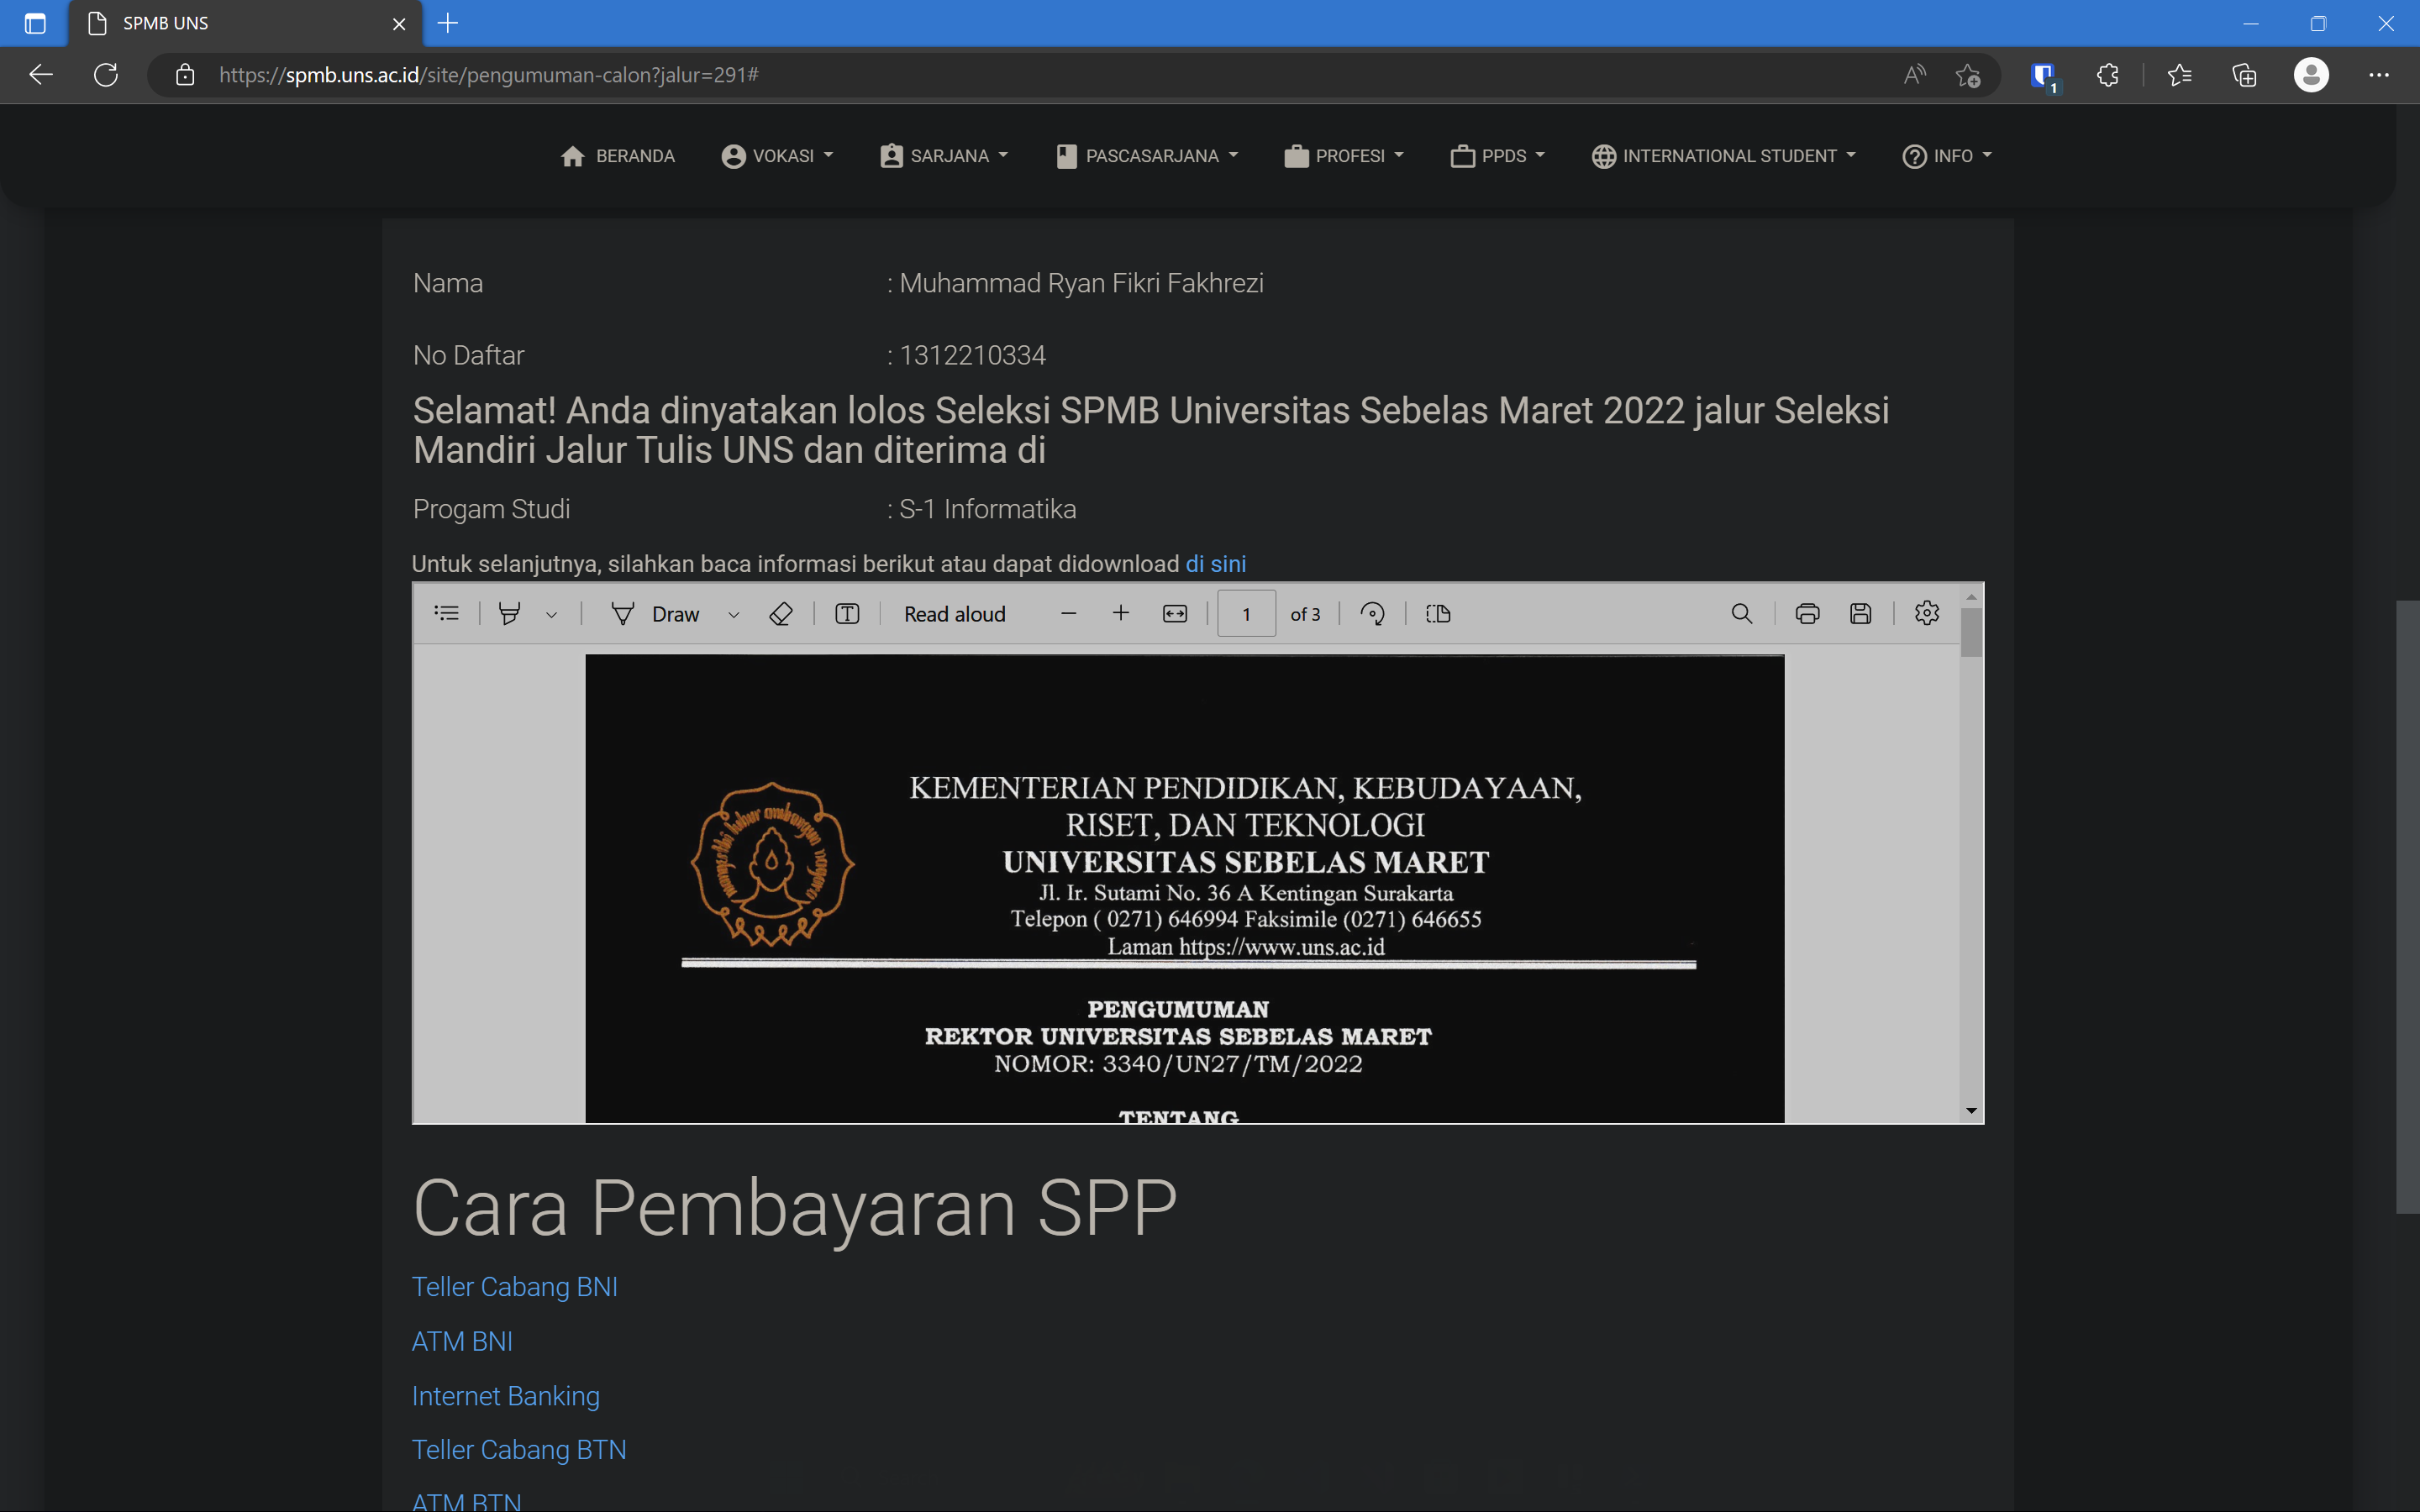 SPMB UNS
https://spmb.uns.ac.id/site/pengumuman-calon?jalur=291#
1
BERANDA
VOKASI
SARJANA
PASCASARJANA
PROFESI
PPDS
INTERNATIONAL STUDENT
INFO
Nama : Muhammad Ryan Fikri Fakhrezi
No Daftar : 1312210334
Selamat! Anda dinyatakan lolos Seleksi SPMB Universitas Sebelas Maret 2022 jalur Seleksi
Mandiri Jalur Tulis UNS dan diterima di
Progam Studi : S-1 Informatika
Untuk selanjutnya, silahkan baca informasi berikut atau dapat didownload di sini
Draw
Read aloud
1 of 3
KEMENTERIAN PENDIDIKAN, KEBUDAYAAN,
RISET, DAN TEKNOLOGI
UNIVERSITAS SEBELAS MARET
Jl. Ir. Sutami No. 36 A Kentingan Surakarta
Telepon ( 0271) 646994 Faksimile (0271) 646655
Laman https://www.uns.ac.id
PENGUMUMAN
REKTOR UNIVERSITAS SEBELAS MARET
NOMOR: 3340/UN27/TM/2022
TENTANG
Cara Pembayaran SPP
Teller Cabang BNI
ATM BNI
Internet Banking
Teller Cabang BTN
ATM BTN